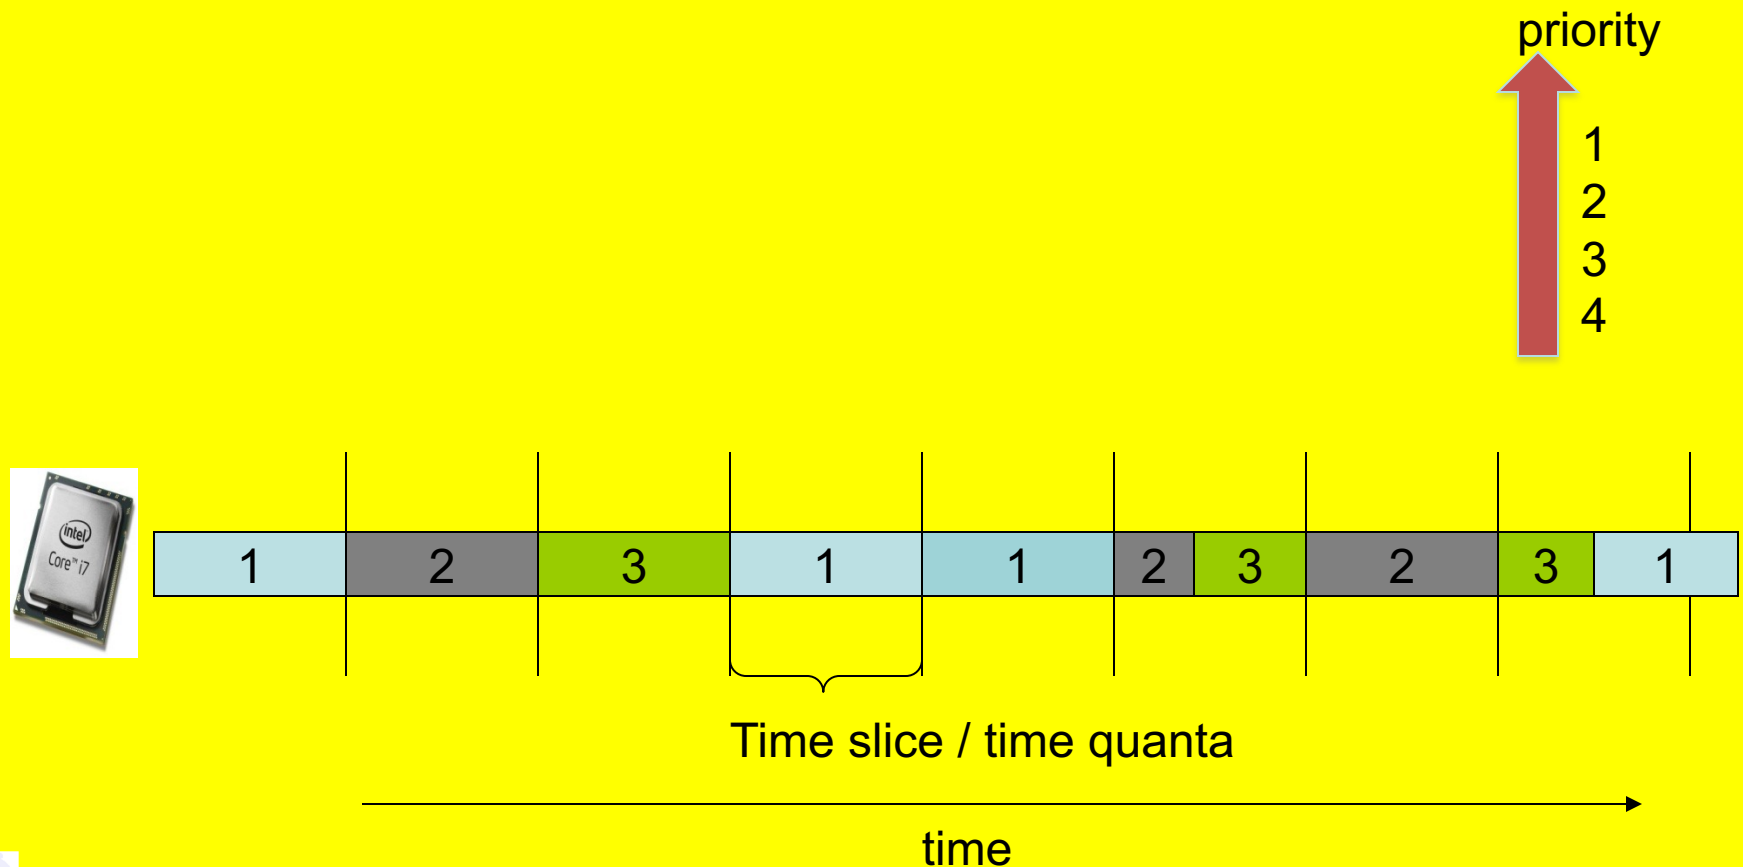 priority
1
2
3
4
intel
Core™ i7
1 2 3 1 1 2 3 2 3 1
Time slice / time quanta
time